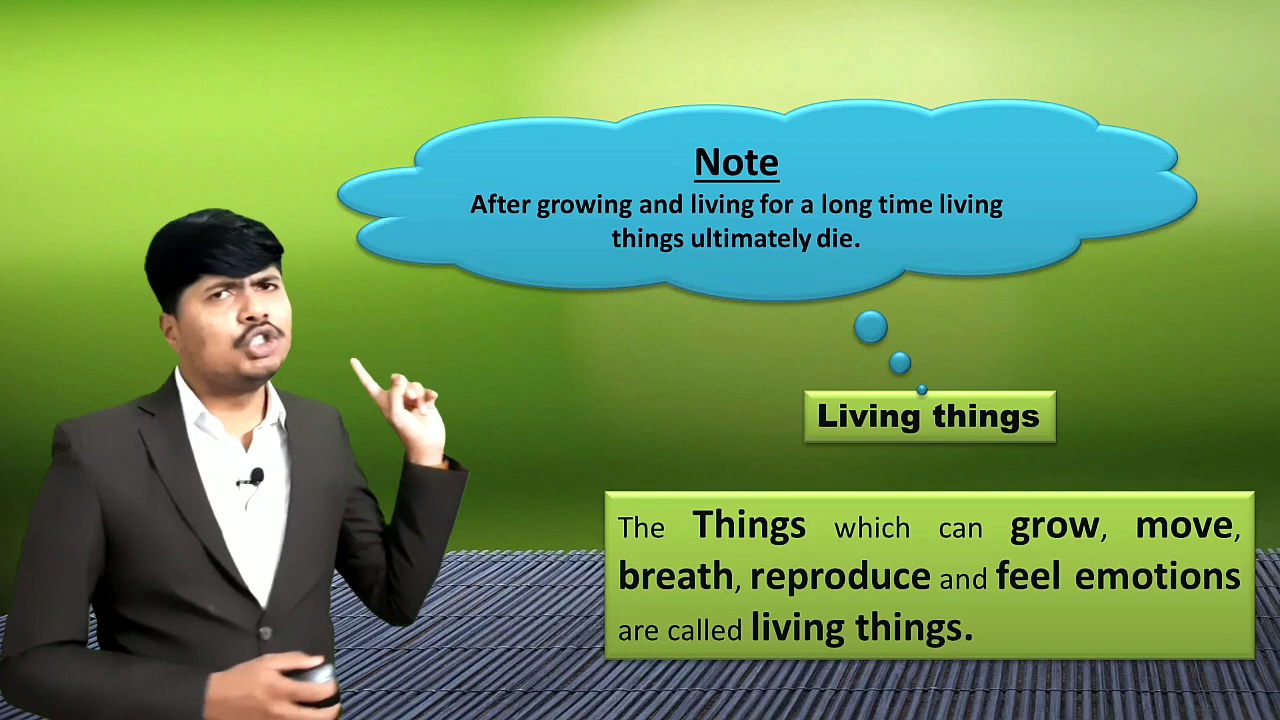 Note
After growing and living for a long time living
things ultimately die.
Living things
The Things which can grow, move,
breath, reproduce and feel emotions
are called living things.